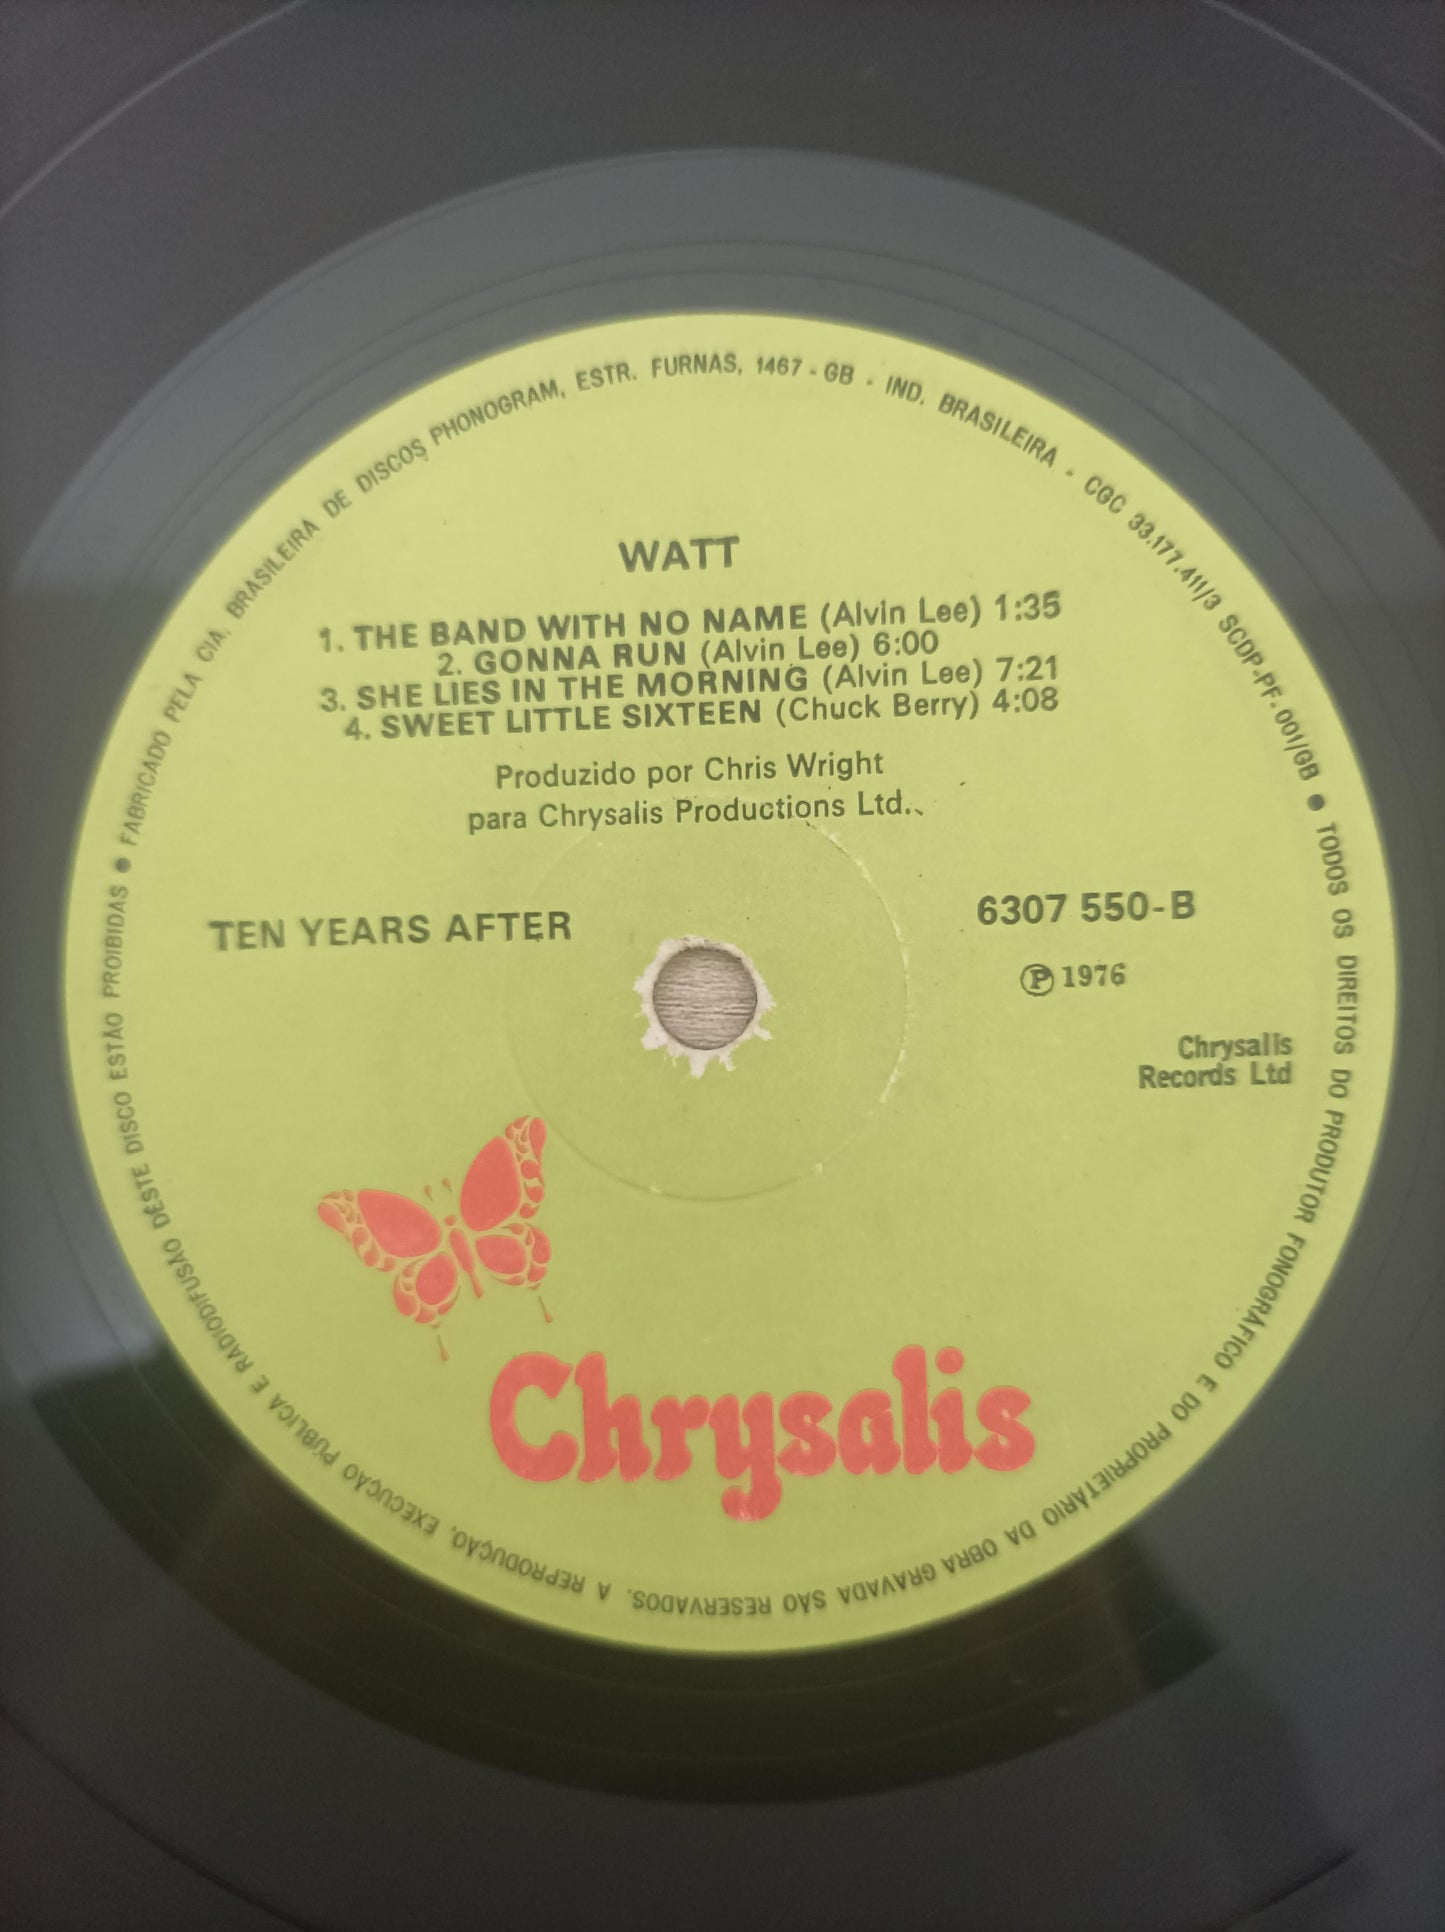 WATT
1. THE BAND WITH NO NAME (Alvin Lee) 1:35
2. GONNA RUN (Alvin Lee) 6:00
3. SHE LIES IN THE MORNING (Alvin Lee) 7:21
4. SWEET LITTLE SIXTEEN (Chuck Berry) 4:08
Produzido por Chris Wright
para Chrysalis Productions Ltd..
TEN YEARS AFTER
6307 550-B
Ⓟ 1976
Chrysalis
Records Ltd
Chrysalis
● FABRICADO PELA CIA. BRASILEIRA DE DISCOS PHONOGRAM, ESTR. FURNAS, 1467 - GB - IND. BRASILEIRA - CGC 33.177.411/3 SCDP-PF. 001/GB ● TODOS OS DIREITOS DO PRODUTOR FONOGRÁFICO E DO PROPRIETÁRIO DA OBRA GRAVADA SÃO RESERVADOS. A REPRODUÇÃO, EXECUÇÃO PÚBLICA E RADIODIFUSÃO DESTE DISCO ESTÃO PROIBIDAS